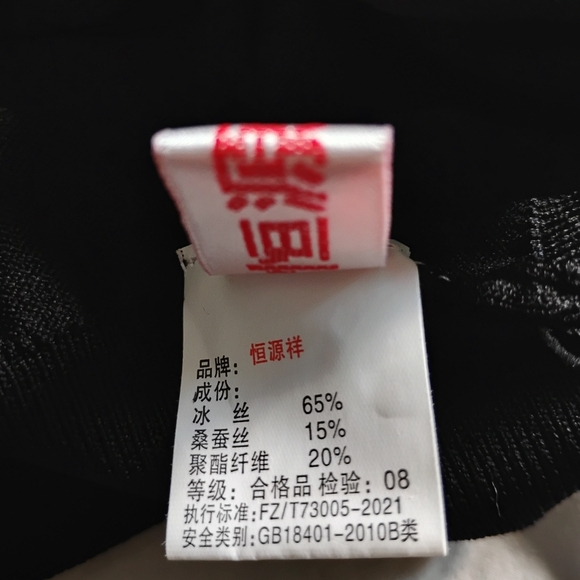 恒源
品牌: 恒源祥
成份:
冰 丝 65%
桑蚕丝 15%
聚酯纤维 20%
等级: 合格品 检验: 08
执行标准:FZ/T73005-2021
安全类别:GB18401-2010B类